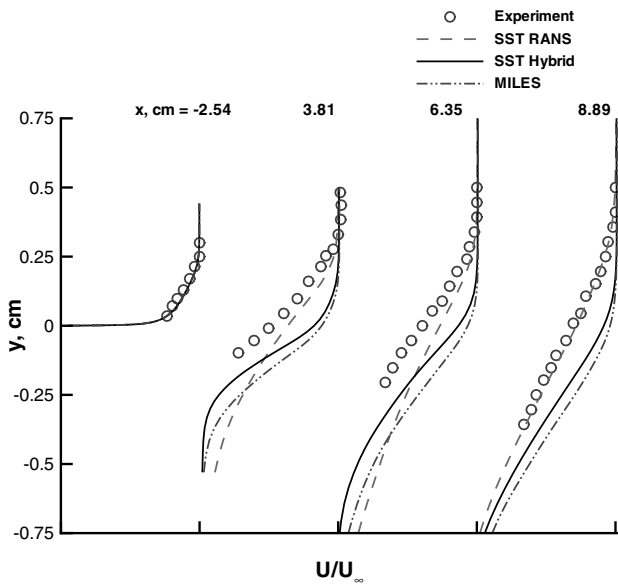 Experiment
SST RANS
SST Hybrid
MILES
x, cm = -2.54 3.81 6.35 8.89
0.75
0.5
0.25
0
-0.25
-0.5
-0.75
y, cm
U/U∞